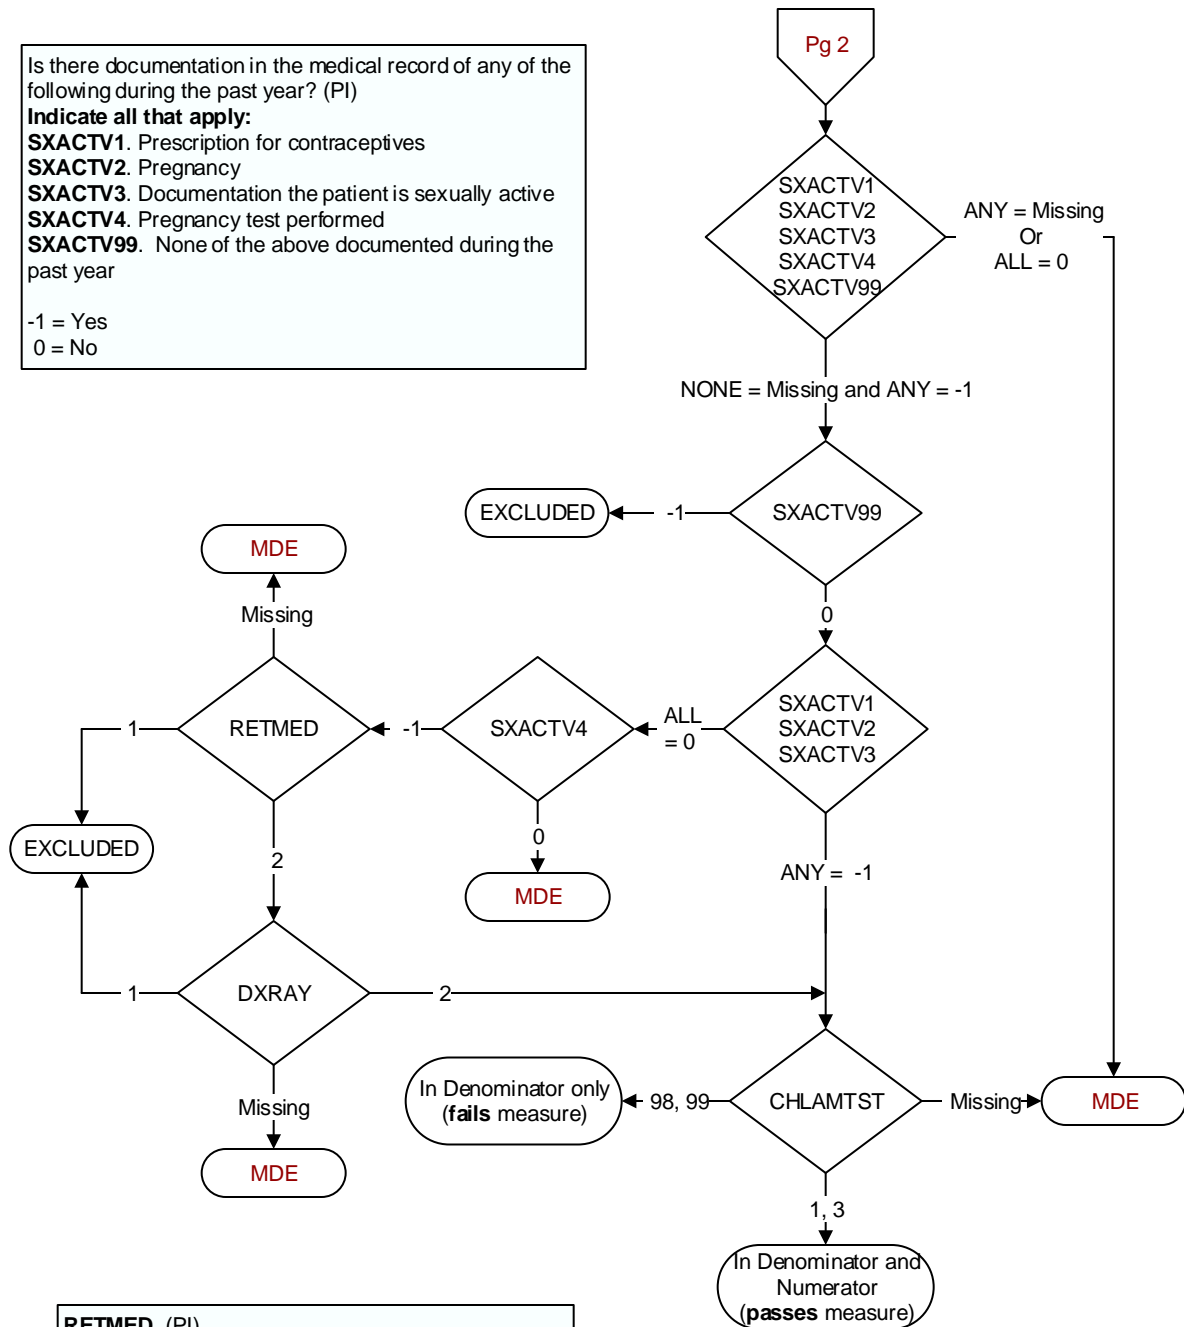 Pg 2
Is there documentation in the medical record of any of the
following during the past year? (PI)
Indicate all that apply:
SXACTV1. Prescription for contraceptives
SXACTV2. Pregnancy
SXACTV3. Documentation the patient is sexually active
SXACTV4. Pregnancy test performed
SXACTV99. None of the above documented during the
past year
-1 = Yes
0 = No
SXACTV1
SXACTV2
SXACTV3
SXACTV4
SXACTV99
ANY = Missing
Or
ALL = 0
NONE = Missing and ANY = -1
SXACTV99
-1
EXCLUDED
0
MDE
Missing
SXACTV1
SXACTV2
SXACTV3
ALL
= 0
SXACTV4
-1
RETMED
1
EXCLUDED
2
0
MDE
ANY = -1
DXRAY
1
2
Missing
MDE
CHLAMTST
98, 99
In Denominator only
(fails measure)
Missing
MDE
1, 3
In Denominator and
Numerator
(passes measure)
RETMED (PI)